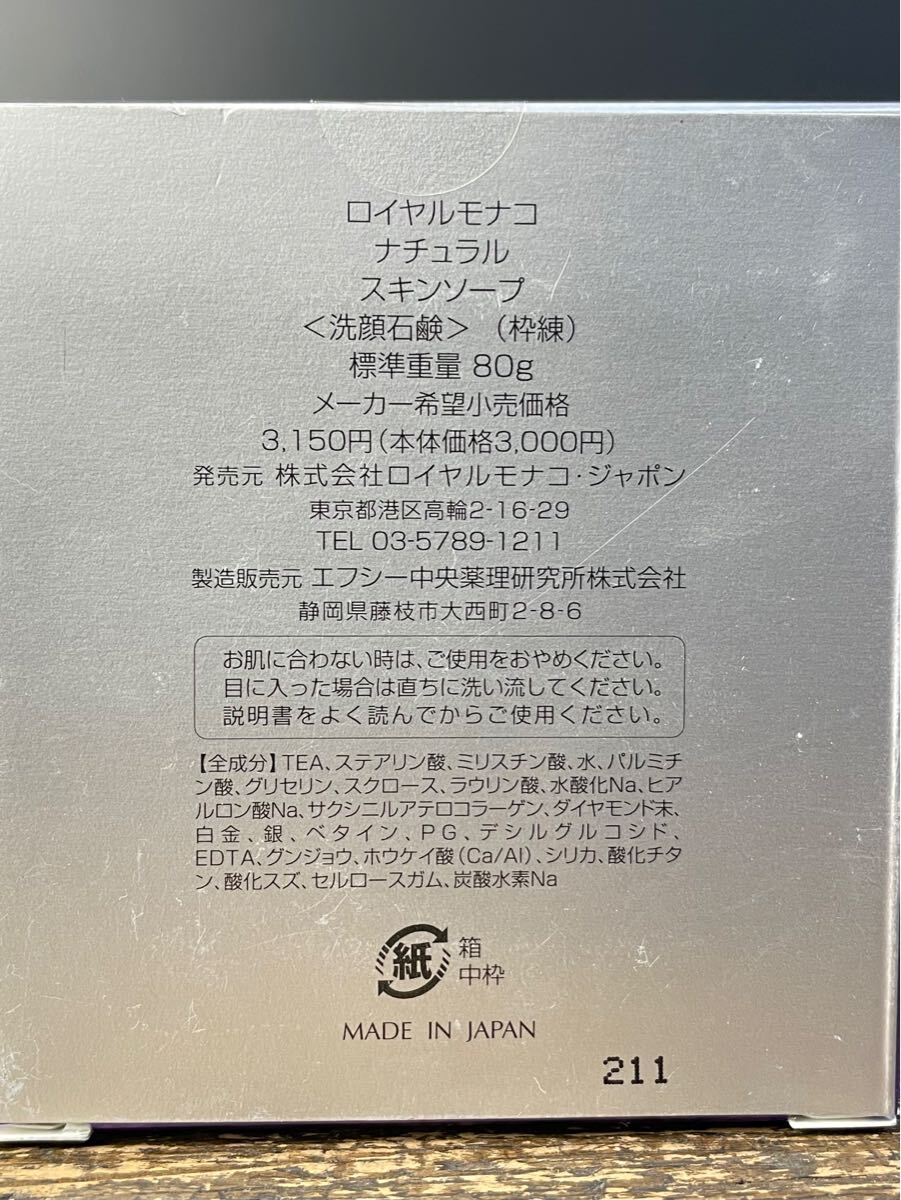 ロイヤルモナコ
ナチュラル
スキンソープ
＜洗顔石鹸＞（枠練）
標準重量 80g
メーカー希望小売価格
3,150円（本体価格3,000円）
発売元 株式会社ロイヤルモナコ・ジャポン
東京都港区高輪2-16-29
TEL 03-5789-1211
製造販売元 エフシー中央薬理研究所株式会社
静岡県藤枝市大西町2-8-6
お肌に合わない時は、ご使用をおやめください。
目に入った場合は直ちに洗い流してください。
説明書をよく読んでからご使用ください。
【全成分】TEA、ステアリン酸、ミリスチン酸、水、パルミチ
ン酸、グリセリン、スクロース、ラウリン酸、水酸化Na、ヒア
ルロン酸Na、サクシニルアテロコラーゲン、ダイヤモンド末、
白金、銀、ベタイン、PG、デシルグルコシド、
EDTA、グンジョウ、ホウケイ酸（Ca/Al）、シリカ、酸化チタ
ン、酸化スズ、セルロースガム、炭酸水素Na
紙
箱
中枠
MADE IN JAPAN
211